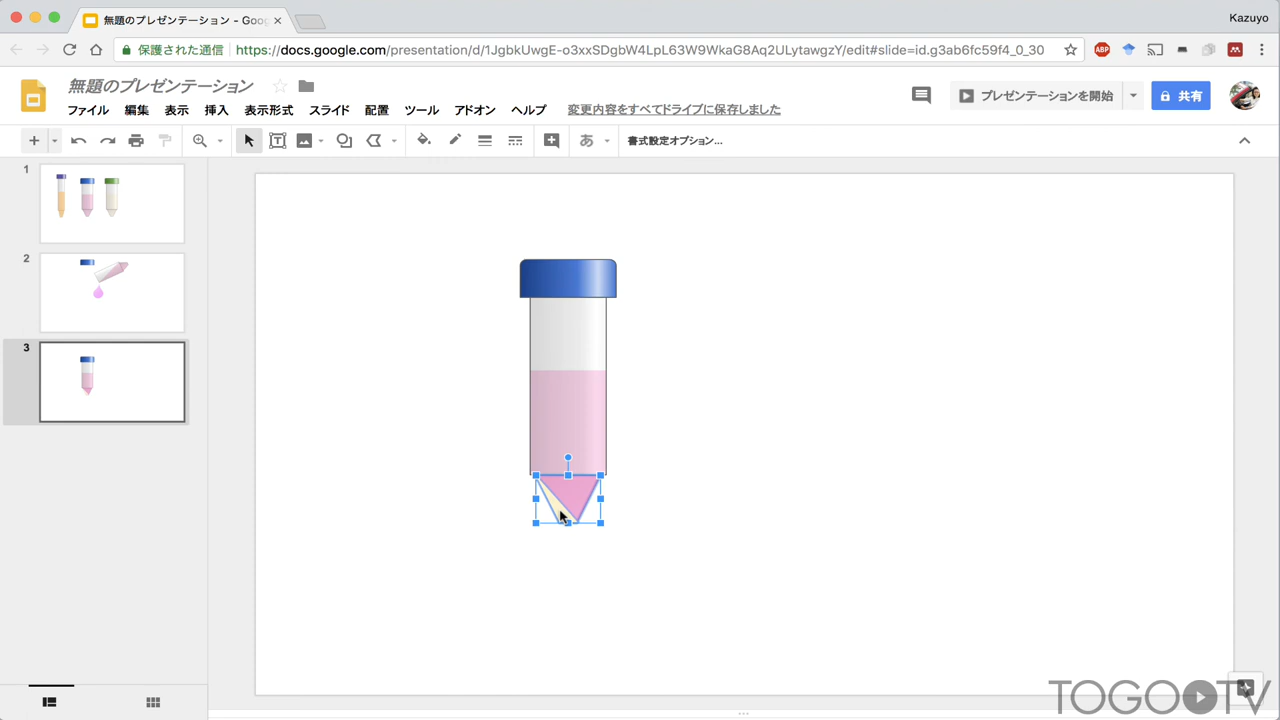 無題のプレゼンテーション - Goog
Kazuyo
保護された通信 https://docs.google.com/presentation/d/1JgbkUwgE-o3xxSDgbW4LpL63W9WkaG8Aq2ULytawgzY/edit#slide=id.g3ab6fc59f4_0_30
ABP
無題のプレゼンテーション
ファイル 編集 表示 挿入 表示形式 スライド 配置 ツール アドオン ヘルプ 変更内容をすべてドライブに保存しました
プレゼンテーションを開始
共有
あ
書式設定オプション...
1
2
3
TOGOTV